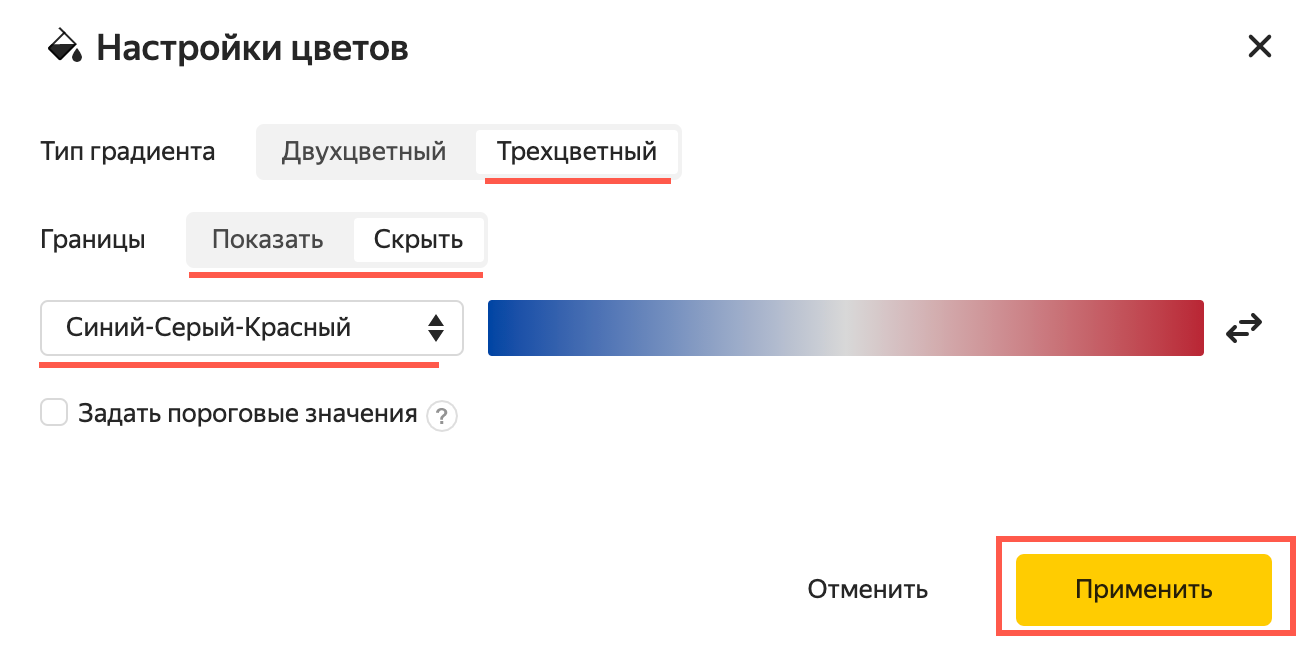 Настройки цветов
Тип градиента Двухцветный Трехцветный
Границы Показать Скрыть
Синий-Серый-Красный
Задать пороговые значения ?
Отменить Применить